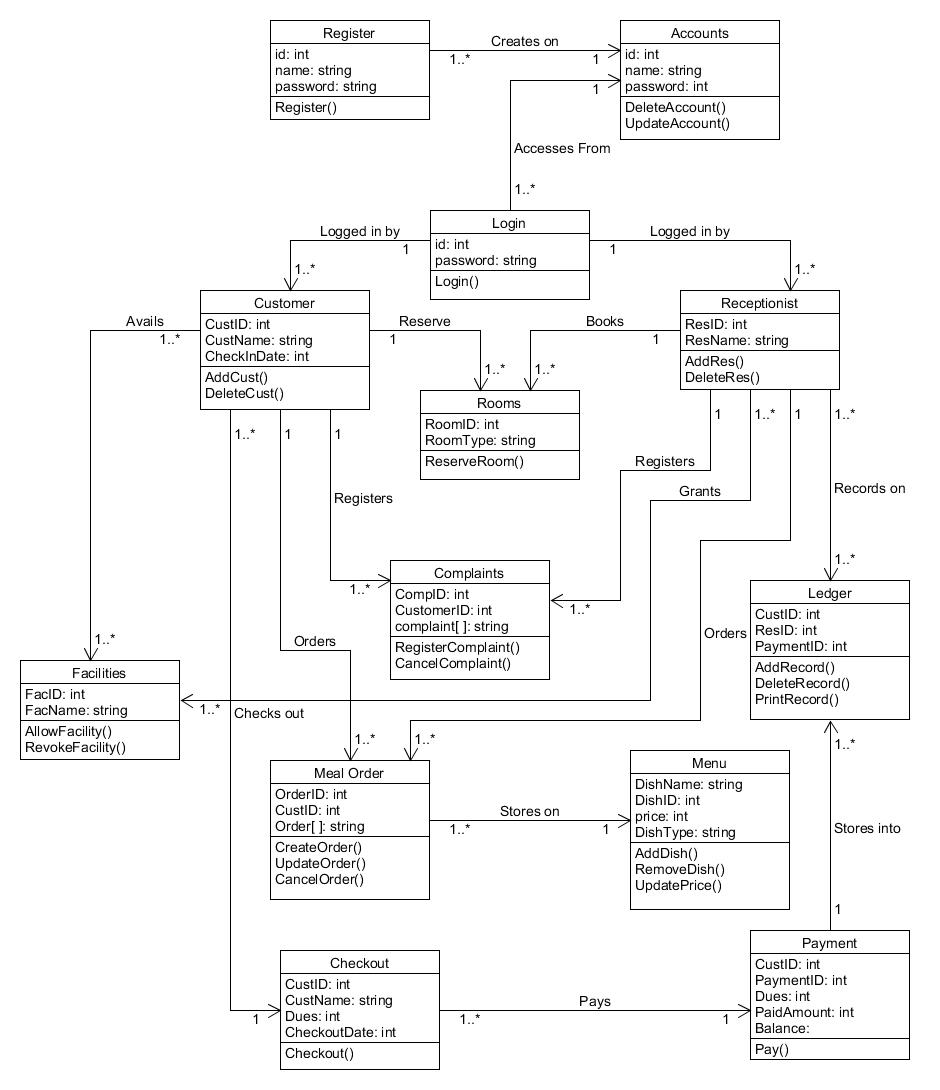 Register
id: int
name: string
password: string
Register()
Creates on
1..*
1
Accounts
id: int
name: string
password: int
DeleteAccount()
UpdateAccount()
1
Accesses From
1..*
Login
id: int
password: string
Login()
Logged in by
1
1..*
Logged in by
1
1..*
Customer
CustID: int
CustName: string
CheckInDate: int
AddCust()
DeleteCust()
Receptionist
ResID: int
ResName: string
AddRes()
DeleteRes()
Avails
1..*
1..*
Reserve
1
1..*
Books
1
1..*
Rooms
RoomID: int
RoomType: string
ReserveRoom()
1..*
1
1
1
1..*
1
1..*
Registers
Grants
Registers
Records on
1..*
1..*
1..*
Complaints
CompID: int
CustomerID: int
complaint[ ]: string
RegisterComplaint()
CancelComplaint()
Ledger
CustID: int
ResID: int
PaymentID: int
AddRecord()
DeleteRecord()
PrintRecord()
Orders
Orders
Facilities
FacID: int
FacName: string
AllowFacility()
RevokeFacility()
1..*
Checks out
1..*
1..*
1..*
Meal Order
OrderID: int
CustID: int
Order[ ]: string
CreateOrder()
UpdateOrder()
CancelOrder()
Stores on
1..*
1
Menu
DishName: string
DishID: int
price: int
DishType: string
AddDish()
RemoveDish()
UpdatePrice()
Stores into
1
Checkout
CustID: int
CustName: string
Dues: int
CheckoutDate: int
Checkout()
1
Pays
1..*
1
Payment
CustID: int
PaymentID: int
Dues: int
PaidAmount: int
Balance:
Pay()